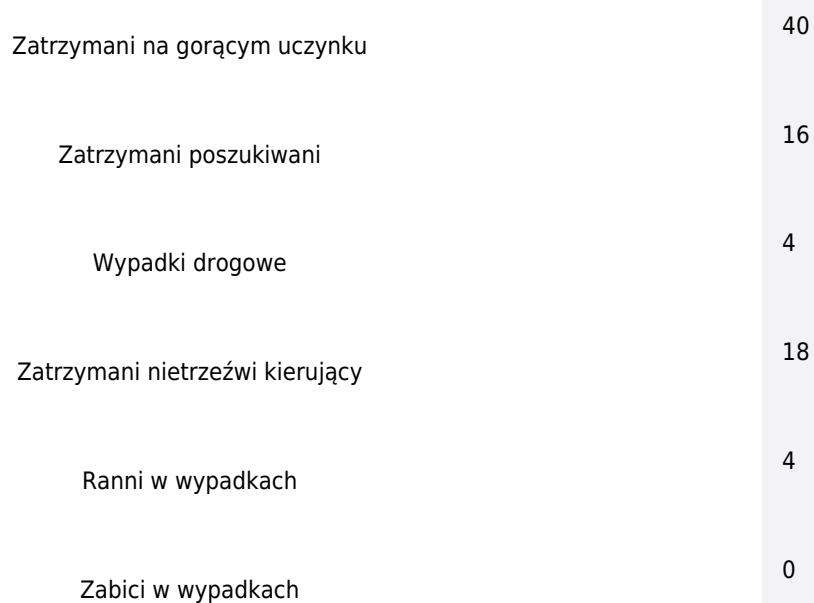 Zatrzymani na gorącym uczynku 40
Zatrzymani poszukiwani 16
Wypadki drogowe 4
Zatrzymani nietrzeźwi kierujący 18
Ranni w wypadkach 4
Zabici w wypadkach 0